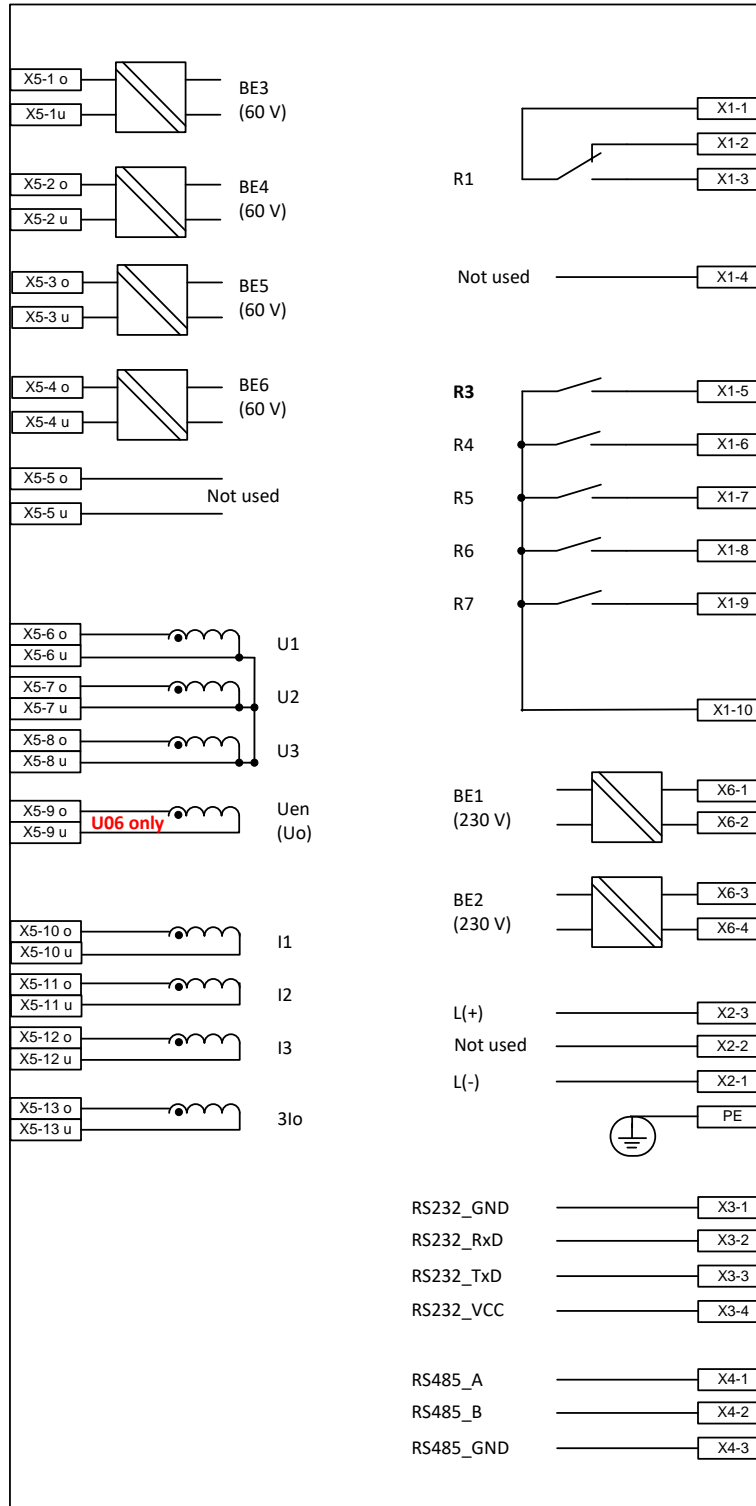 X5-1 o
X5-1u
BE3
(60 V)
X5-2 o
X5-2 u
BE4
(60 V)
X5-3 o
X5-3 u
BE5
(60 V)
X5-4 o
X5-4 u
BE6
(60 V)
X5-5 o
X5-5 u
Not used
X5-6 o
X5-6 u
U1
X5-7 o
X5-7 u
U2
X5-8 o
X5-8 u
U3
X5-9 o
X5-9 u
U06 only
Uen
(Uo)
X5-10 o
X5-10 u
I1
X5-11 o
X5-11 u
I2
X5-12 o
X5-12 u
I3
X5-13 o
X5-13 u
3Io
R1
X1-1
X1-2
X1-3
Not used
X1-4
R3
X1-5
R4
X1-6
R5
X1-7
R6
X1-8
R7
X1-9
X1-10
BE1
(230 V)
X6-1
X6-2
BE2
(230 V)
X6-3
X6-4
L(+)
X2-3
Not used
X2-2
L(-)
X2-1
PE
RS232_GND
X3-1
RS232_RxD
X3-2
RS232_TxD
X3-3
RS232_VCC
X3-4
RS485_A
X4-1
RS485_B
X4-2
RS485_GND
X4-3